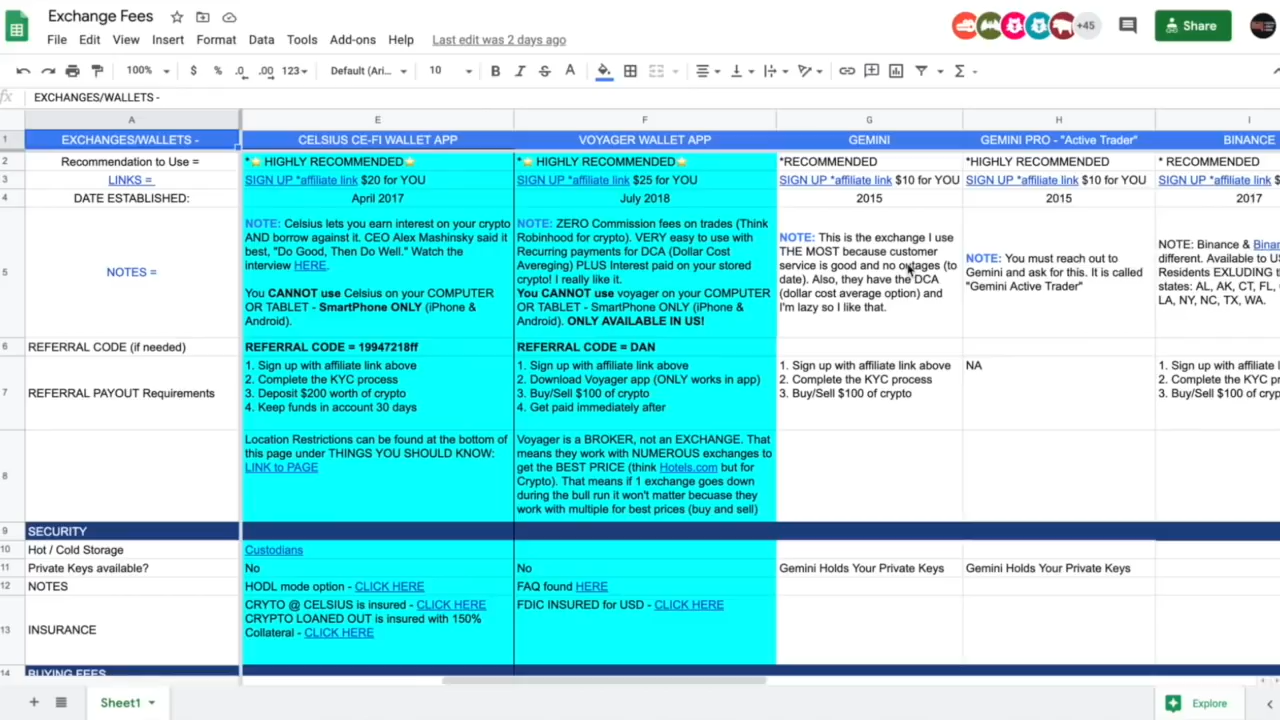 Exchange Fees
File Edit View Insert Format Data Tools Add-ons Help Last edit was 2 days ago
+45
Share
100% $ % .0 .00 123 Default (Ari... 10 B I S A
fx EXCHANGES/WALLETS -
A E F G H I
1 EXCHANGES/WALLETS - CELSIUS CE-FI WALLET APP VOYAGER WALLET APP GEMINI GEMINI PRO - "Active Trader" BINANCE
2 Recommendation to Use = *⭐ HIGHLY RECOMMENDED⭐ *⭐ HIGHLY RECOMMENDED⭐ *RECOMMENDED *HIGHLY RECOMMENDED * RECOMMENDED
3 LINKS = SIGN UP *affiliate link $20 for YOU SIGN UP *affiliate link $25 for YOU SIGN UP *affiliate link $10 for YOU SIGN UP *affiliate link $10 for YOU SIGN UP *affiliate link
4 DATE ESTABLISHED: April 2017 July 2018 2015 2015 2017
5 NOTES =
NOTE: Celsius lets you earn interest on your crypto
AND borrow against it. CEO Alex Mashinsky said it
best, "Do Good, Then Do Well." Watch the
interview HERE.
You CANNOT use Celsius on your COMPUTER
OR TABLET - SmartPhone ONLY (iPhone &
Android).
NOTE: ZERO Commission fees on trades (Think
Robinhood for crypto). VERY easy to use with
Recurring payments for DCA (Dollar Cost
Avereging) PLUS Interest paid on your stored
crypto! I really like it.
You CANNOT use voyager on your COMPUTER
OR TABLET - SmartPhone ONLY (iPhone &
Android). ONLY AVAILABLE IN US!
NOTE: This is the exchange I use
THE MOST because customer
service is good and no outages (to
date). Also, they have the DCA
(dollar cost average option) and
I'm lazy so I like that.
NOTE: You must reach out to
Gemini and ask for this. It is called
"Gemini Active Trader"
NOTE: Binance &
different. Available to
Residents EXLUDING
states: AL, AK, CT, FL,
LA, NY, NC, TX, WA.
6 REFERRAL CODE (if needed) REFERRAL CODE = 19947218ff REFERRAL CODE = DAN
7 REFERRAL PAYOUT Requirements
1. Sign up with affiliate link above
2. Complete the KYC process
3. Deposit $200 worth of crypto
4. Keep funds in account 30 days
1. Sign up with affiliate link above
2. Download Voyager app (ONLY works in app)
3. Buy/Sell $100 of crypto
4. Get paid immediately after
1. Sign up with affiliate link above
2. Complete the KYC process
3. Buy/Sell $100 of crypto
NA
1. Sign up with affiliate
2. Complete the KYC
3. Buy/Sell $100 of
8
Location Restrictions can be found at the bottom of
this page under THINGS YOU SHOULD KNOW:
LINK to PAGE
Voyager is a BROKER, not an EXCHANGE. That
means they work with NUMEROUS exchanges to
get the BEST PRICE (think Hotels.com but for
Crypto). That means if 1 exchange goes down
during the bull run it won't matter becuase they
work with multiple for best prices (buy and sell)
9 SECURITY
10 Hot / Cold Storage Custodians
11 Private Keys available? No No Gemini Holds Your Private Keys Gemini Holds Your Private Keys
12 NOTES HODL mode option - CLICK HERE FAQ found HERE
13 INSURANCE
CRYTO @ CELSIUS is insured - CLICK HERE
CRYPTO LOANED OUT is insured with 150%
Collateral - CLICK HERE
FDIC INSURED for USD - CLICK HERE
14 BUYING FEES
Sheet1
Explore